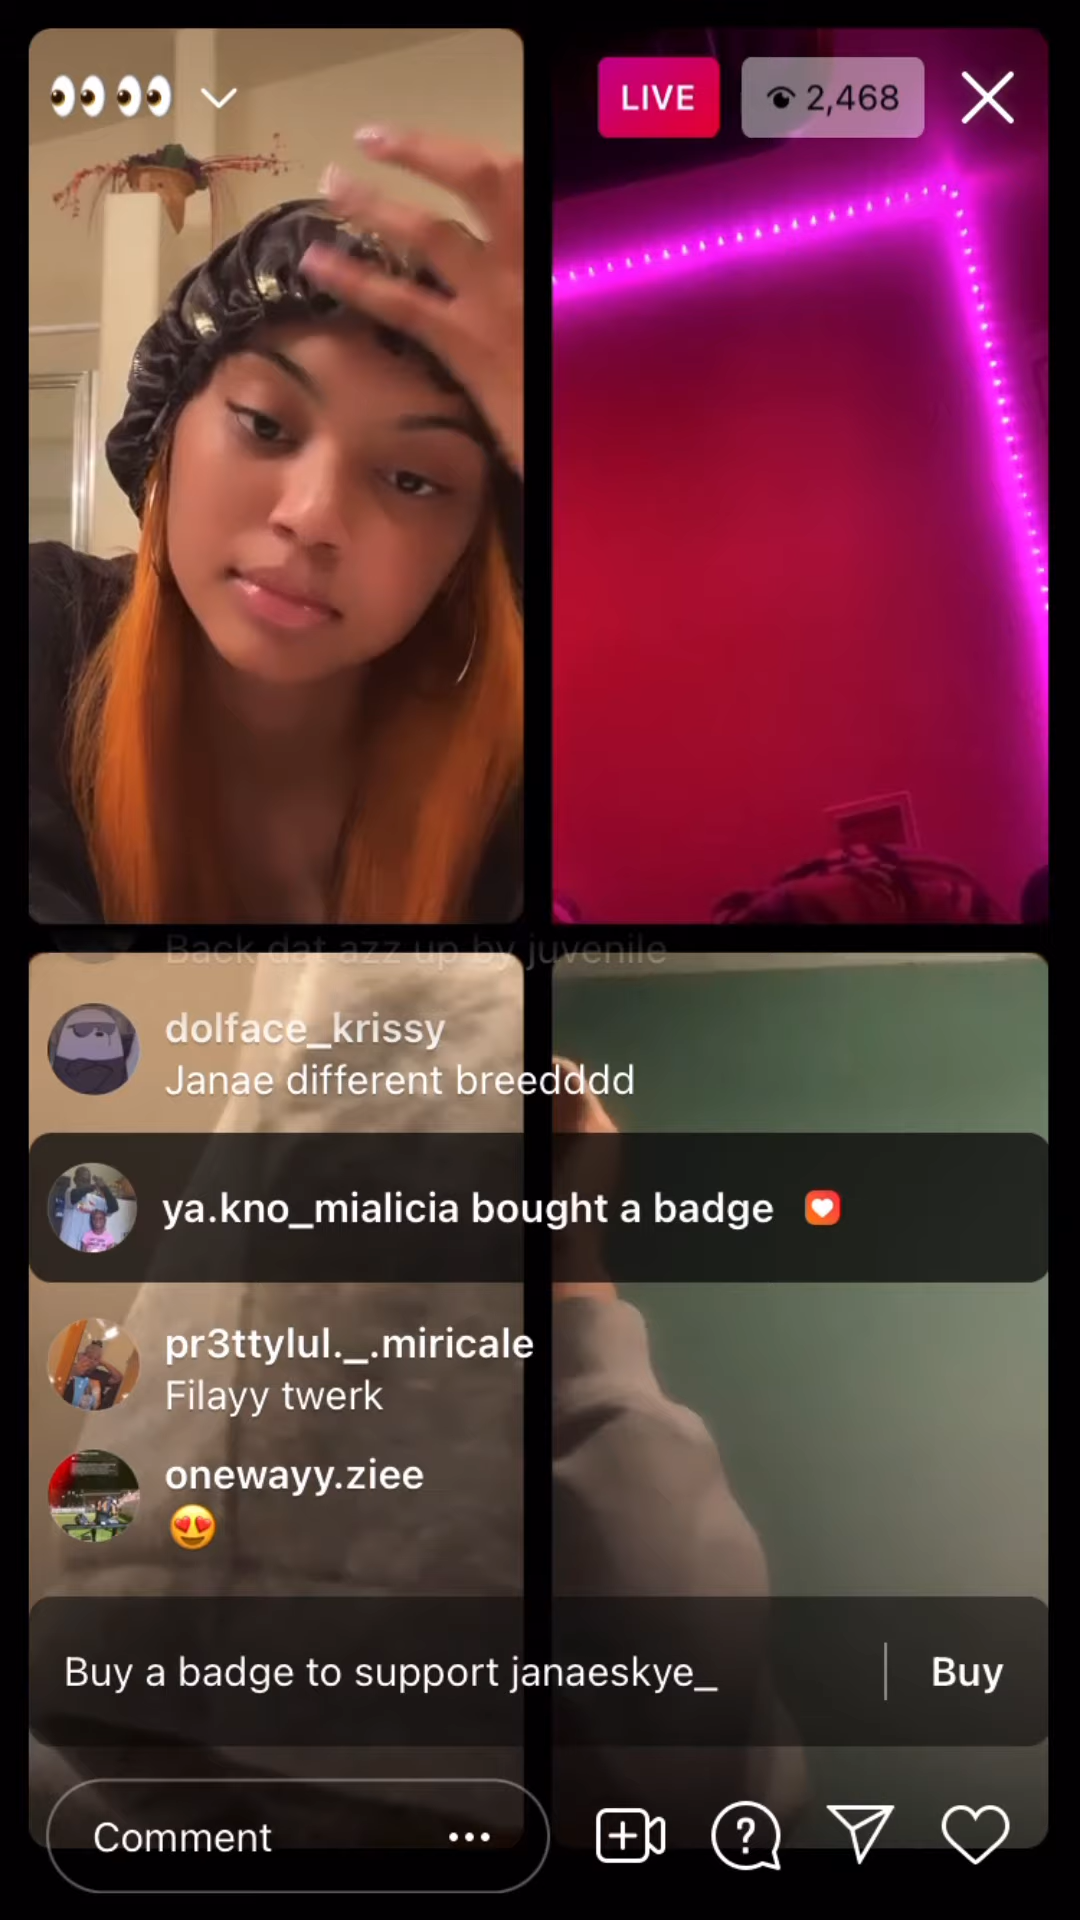 👀👀
LIVE
2,468
Back dat azz up by juvenile
dolface_krissy
Janae different breedddd
ya.kno_mialicia bought a badge
pr3ttylul._.miricale
Filayy twerk
onewayy.ziee
😍
Buy a badge to support janaeskye_
Buy
Comment